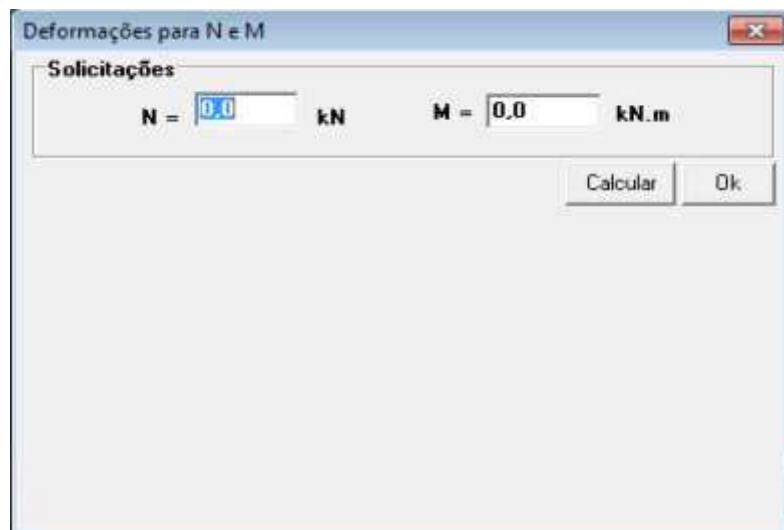 Deformações para N e M
Solicitações
N = 0,0 kN M = 0,0 kN.m
Calcular Ok